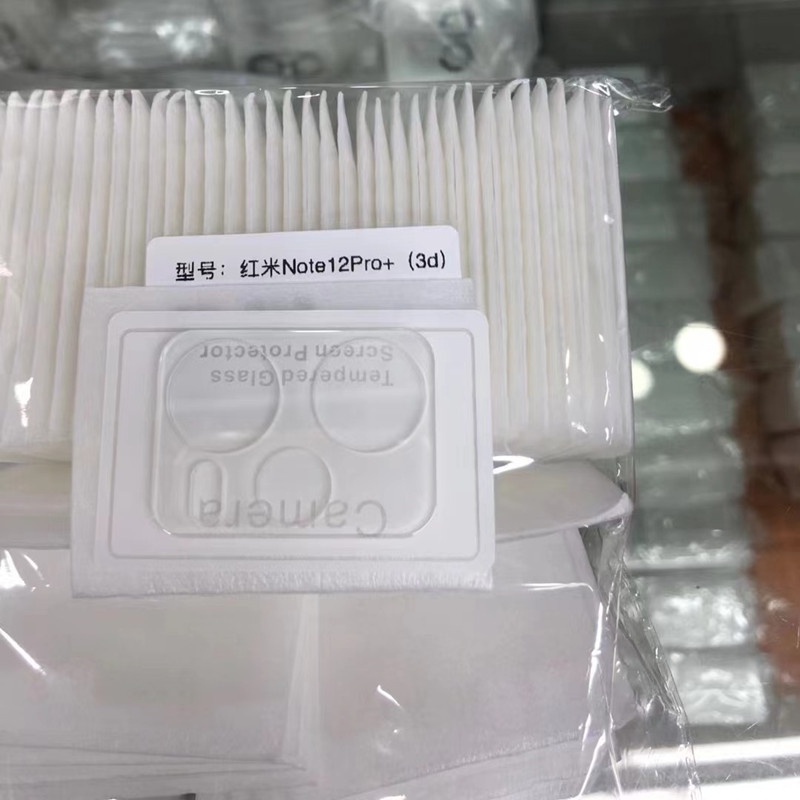 型号：红米Note12Pro+（3d）
Camera
Tempered Glass
Screen Protector